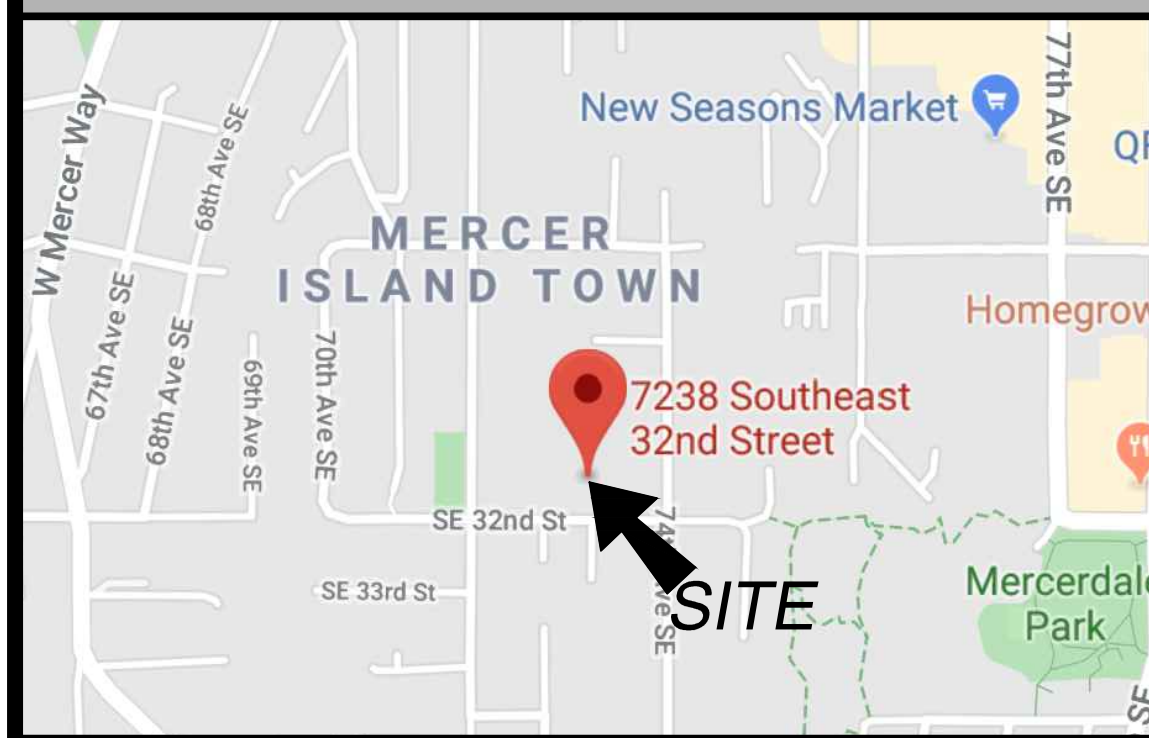 77th Ave SE
New Seasons Market
W Mercer Way
68th Ave SE
MERCER
ISLAND TOWN
67th Ave SE
68th Ave SE
69th Ave SE
70th Ave SE
Homegrow
7238 Southeast
32nd Street
SE 32nd St
SE 33rd St
SITE
Mercerdale
Park
SE